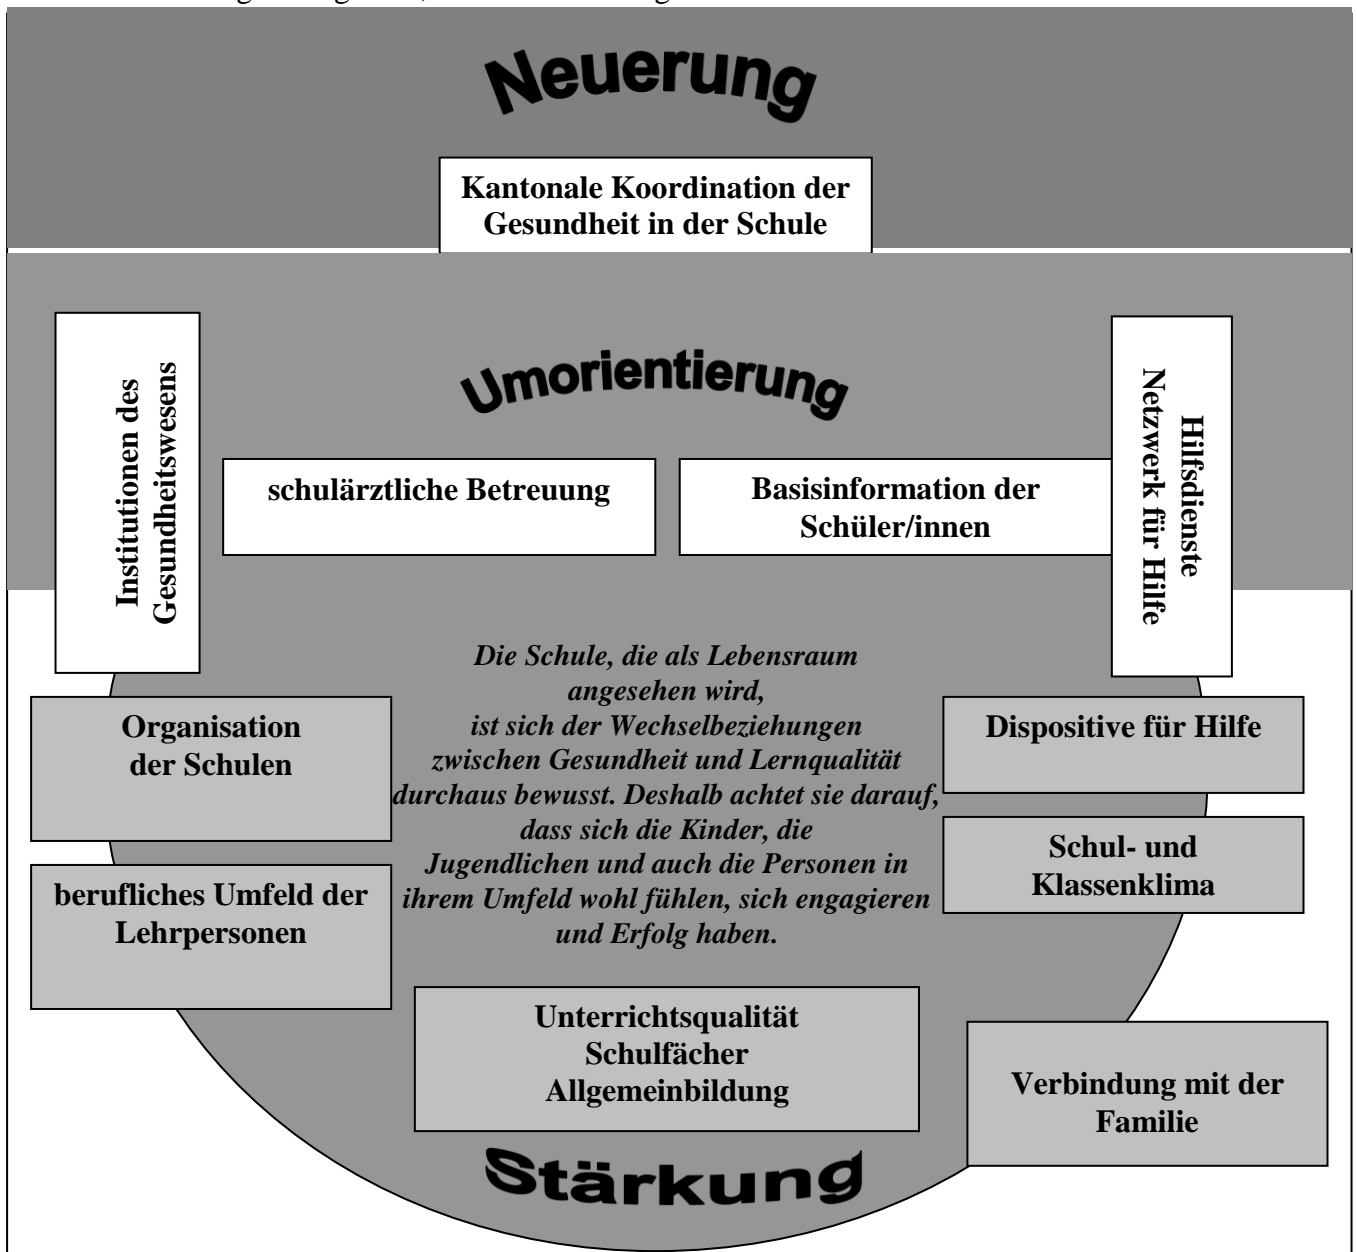 Neuerung
Kantonale Koordination der
Gesundheit in der Schule
Institutionen des
Gesundheitswesens
Umorientierung
Hilfsdienste
Netzwerk für Hilfe
schulärztliche Betreuung
Basisinformation der
Schüler/innen
Die Schule, die als Lebensraum
angesehen wird,
ist sich der Wechselbeziehungen
zwischen Gesundheit und Lernqualität
durchaus bewusst. Deshalb achtet sie darauf,
dass sich die Kinder, die
Jugendlichen und auch die Personen in
ihrem Umfeld wohl fühlen, sich engagieren
und Erfolg haben.
Organisation
der Schulen
Dispositive für Hilfe
berufliches Umfeld der
Lehrpersonen
Schul- und
Klassenklima
Unterrichtsqualität
Schulfächer
Allgemeinbildung
Verbindung mit der
Familie
Stärkung